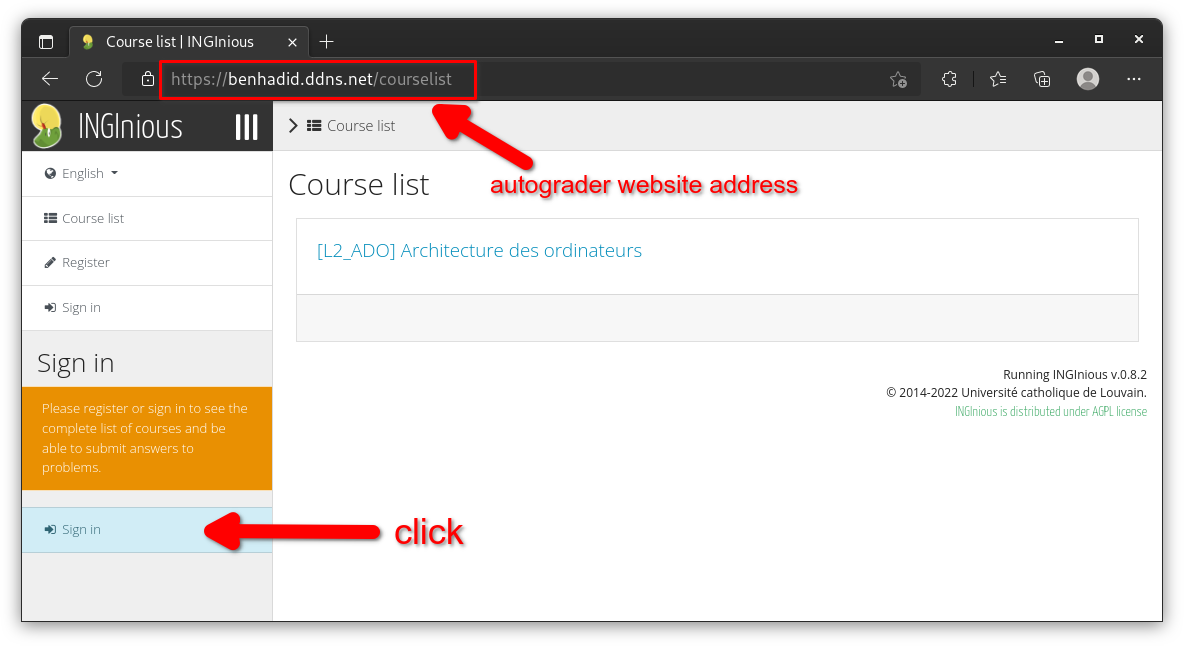 Course list | INGInious
https://benhadid.ddns.net/courselist
INGInious
Course list
autograder website address
English
Course list
Register
Sign in
Sign in
Please register or sign in to see the
complete list of courses and be
able to submit answers to
problems.
Sign in
click
Course list
[L2_ADO] Architecture des ordinateurs
Running INGInious v.0.8.2
© 2014-2022 Université catholique de Louvain.
INGInious is distributed under AGPL license